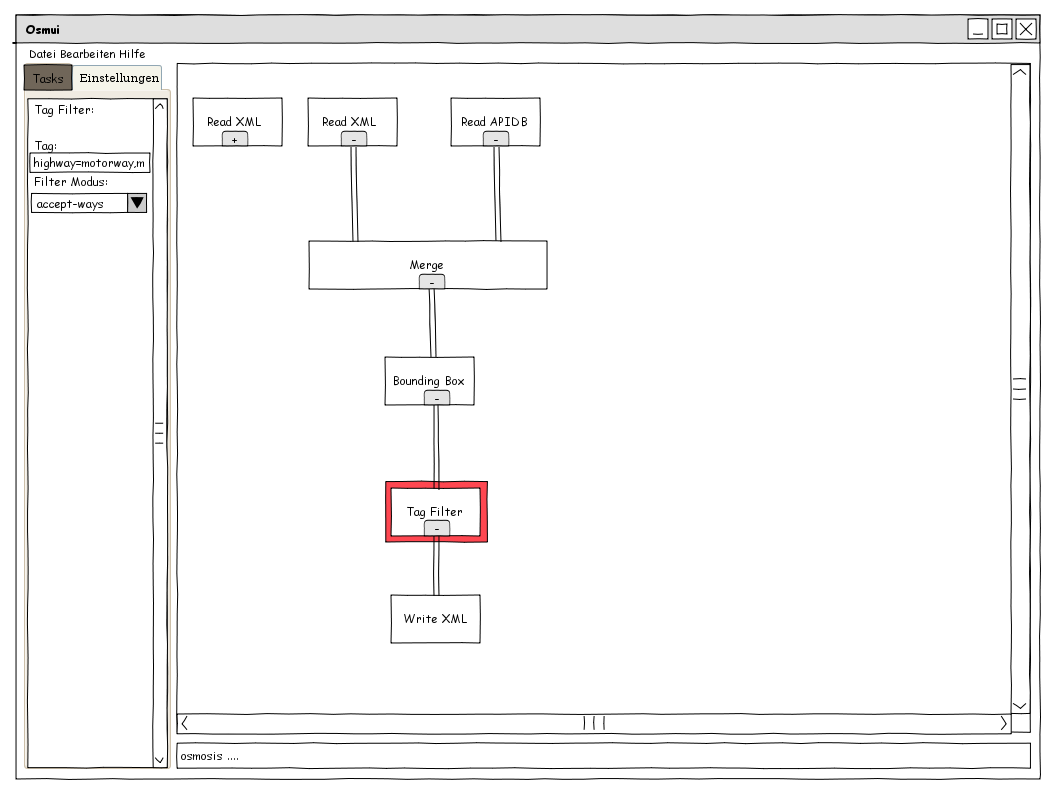 Osmui
Datei Bearbeiten Hilfe
Tasks Einstellungen
Tag Filter:
Tag:
highway=motorway,m
Filter Modus:
accept-ways
Read XML
+
Read XML
-
Read APIDB
-
Merge
-
Bounding Box
-
Tag Filter
-
Write XML
osmosis ....